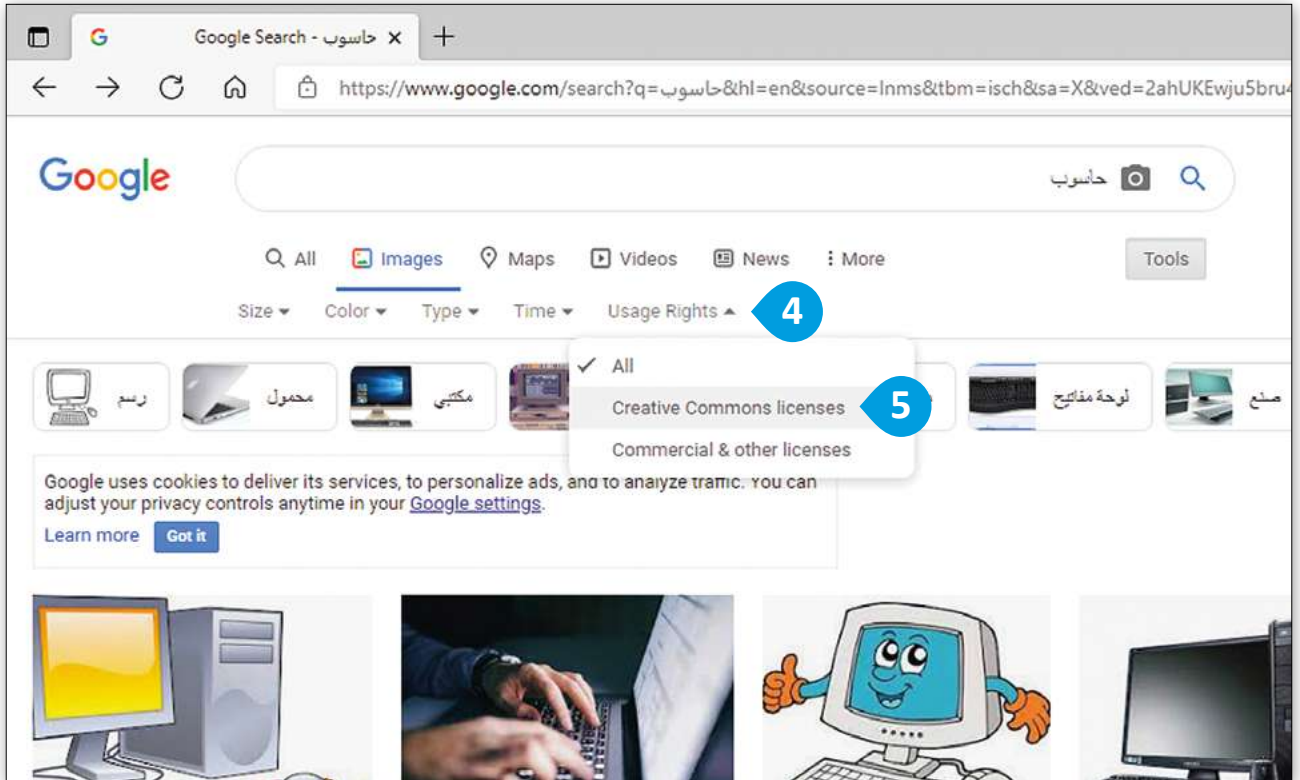 Google Search - حاسوب
https://www.google.com/search?q=حاسوب&hl=en&source=lnms&tbm=isch&sa=X&ved=2ahUKEwju5bru4
Google
حاسوب
All Images Maps Videos News More Tools
Size Color Type Time Usage Rights 4
All
رسم محمول مكتبي لوحة مفاتيح صنع
Creative Commons licenses 5
Commercial & other licenses
Google uses cookies to deliver its services, to personalize ads, and to analyze traffic. You can
adjust your privacy controls anytime in your Google settings.
Learn more Got it